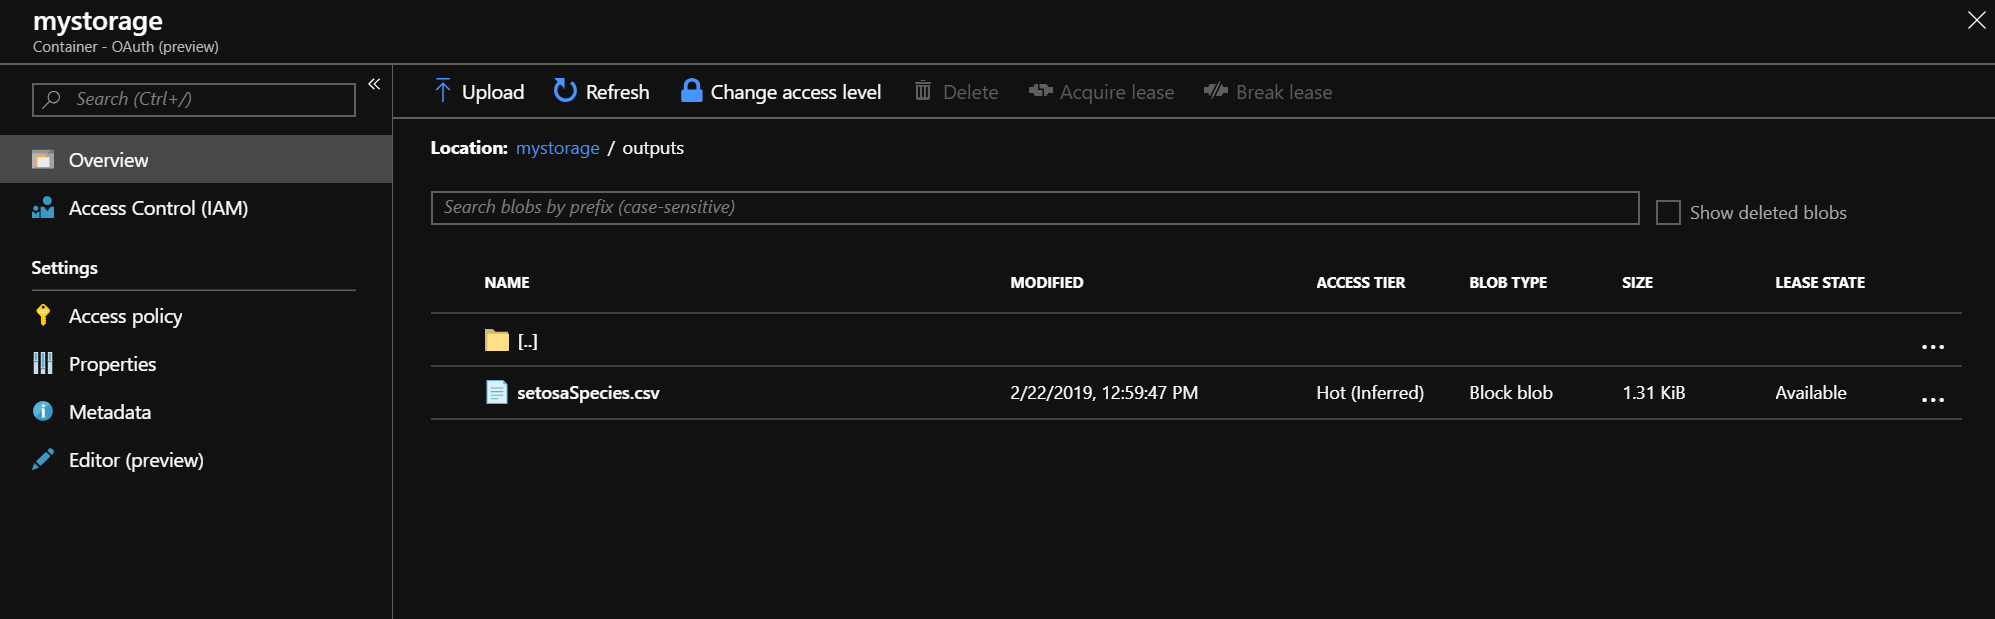 mystorage
Container - OAuth (preview)
Search (Ctrl+/)
Overview
Access Control (IAM)
Settings
Access policy
Properties
Metadata
Editor (preview)
Upload Refresh Change access level Delete Acquire lease Break lease
Location: mystorage / outputs
Search blobs by prefix (case-sensitive)
Show deleted blobs
NAME MODIFIED ACCESS TIER BLOB TYPE SIZE LEASE STATE
[..]
setosaSpecies.csv 2/22/2019, 12:59:47 PM Hot (Inferred) Block blob 1.31 KiB Available